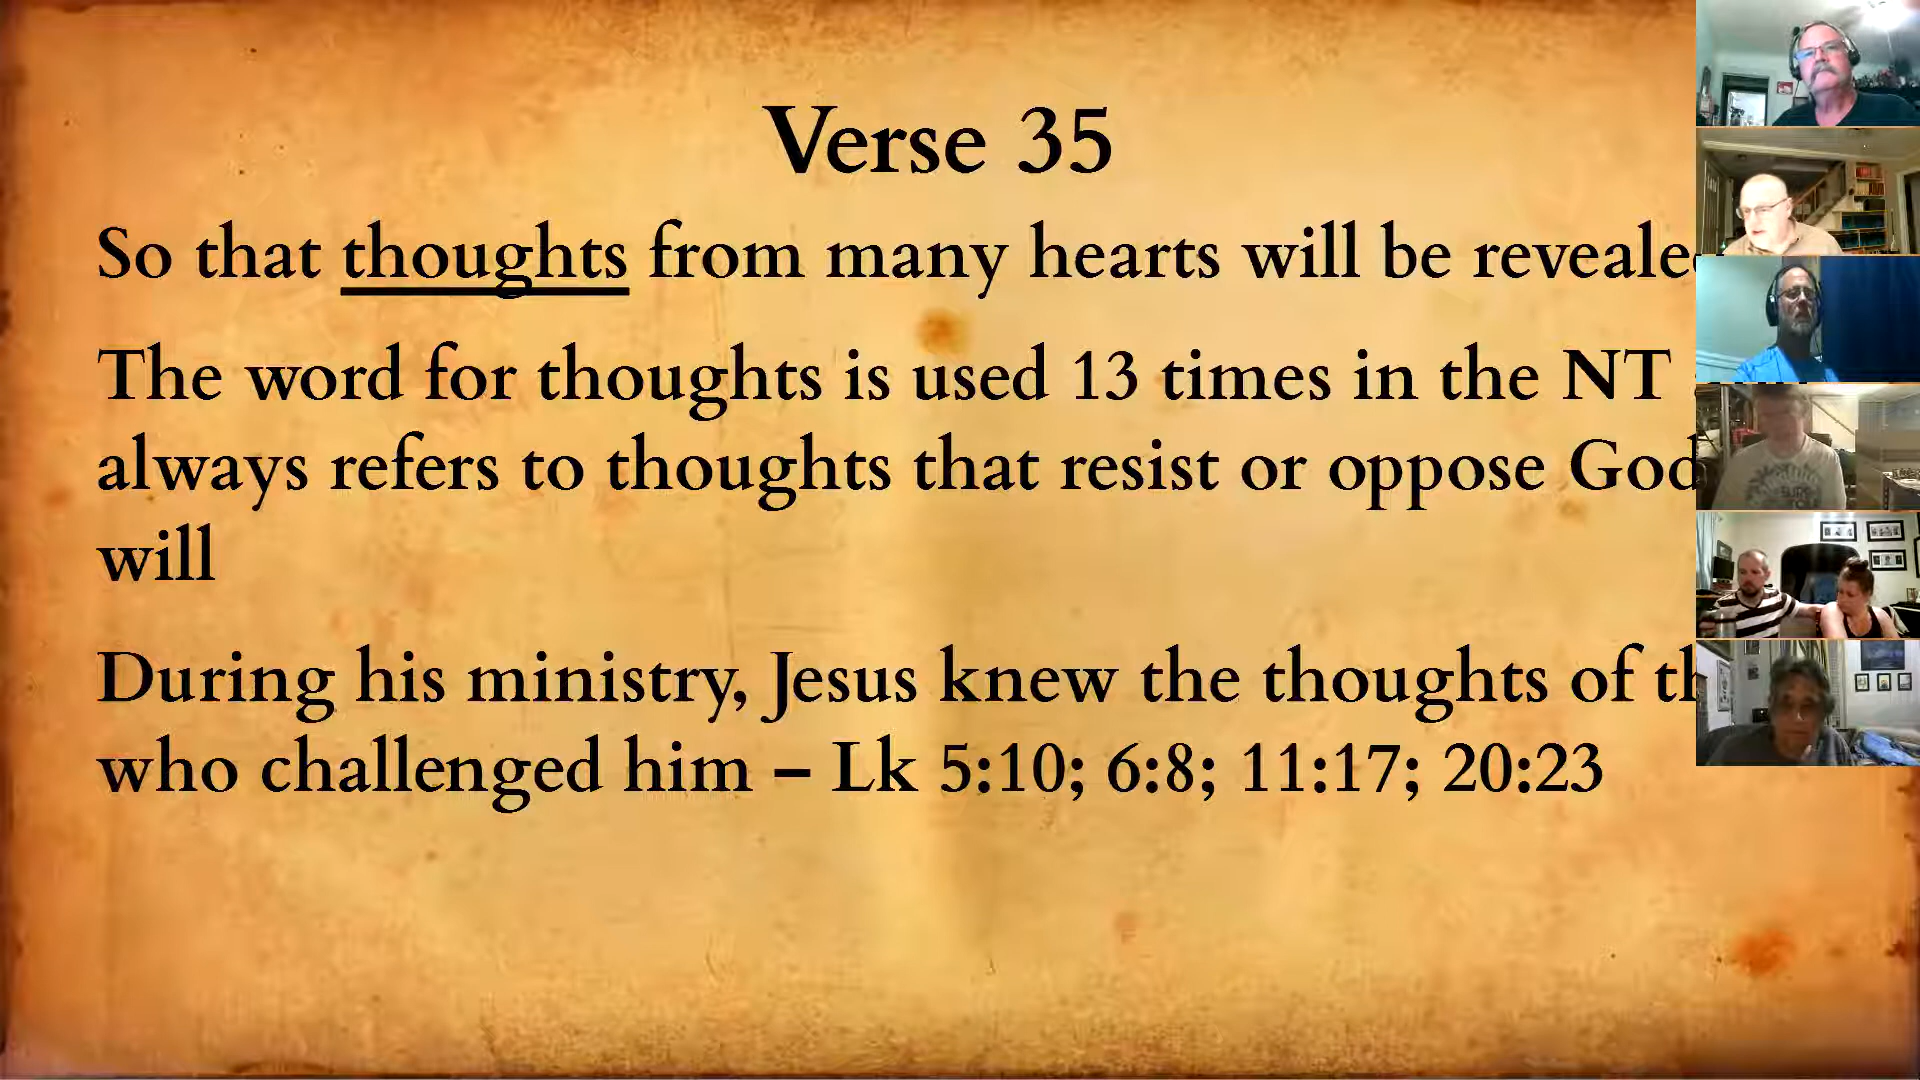 Verse 35
So that thoughts from many hearts will be revealed
The word for thoughts is used 13 times in the NT
always refers to thoughts that resist or oppose God
will
During his ministry, Jesus knew the thoughts of
who challenged him – Lk 5:10; 6:8; 11:17; 20:23